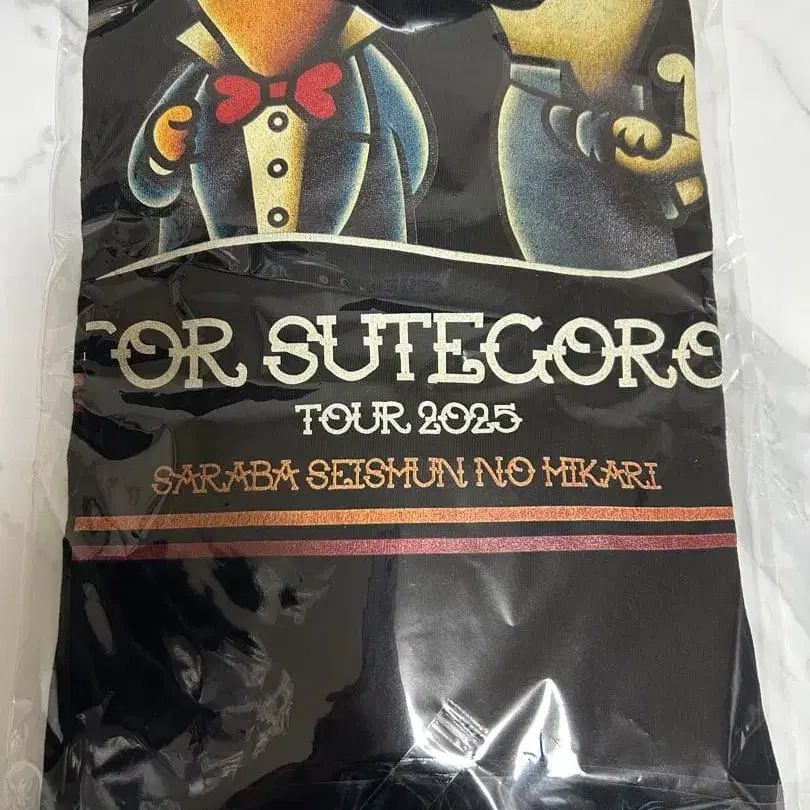 FOR SUTEGORO
TOUR 2025
SARABA SEISHUN NO HIKARI